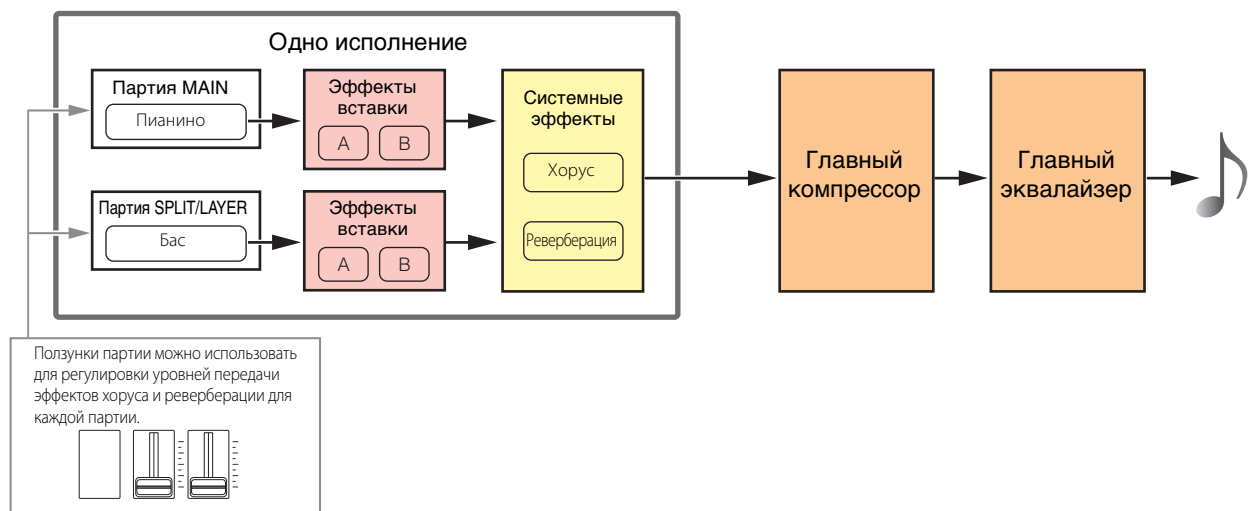 Одно исполнение
Партия MAIN
Пианино
Эффекты
вставки
A
B
Партия SPLIT/LAYER
Бас
Эффекты
вставки
A
B
Системные
эффекты
Хорус
Реверберация
Главный
компрессор
Главный
эквалайзер
Ползунки партии можно использовать
для регулировки уровней передачи
эффектов хоруса и реверберации для
каждой партии.